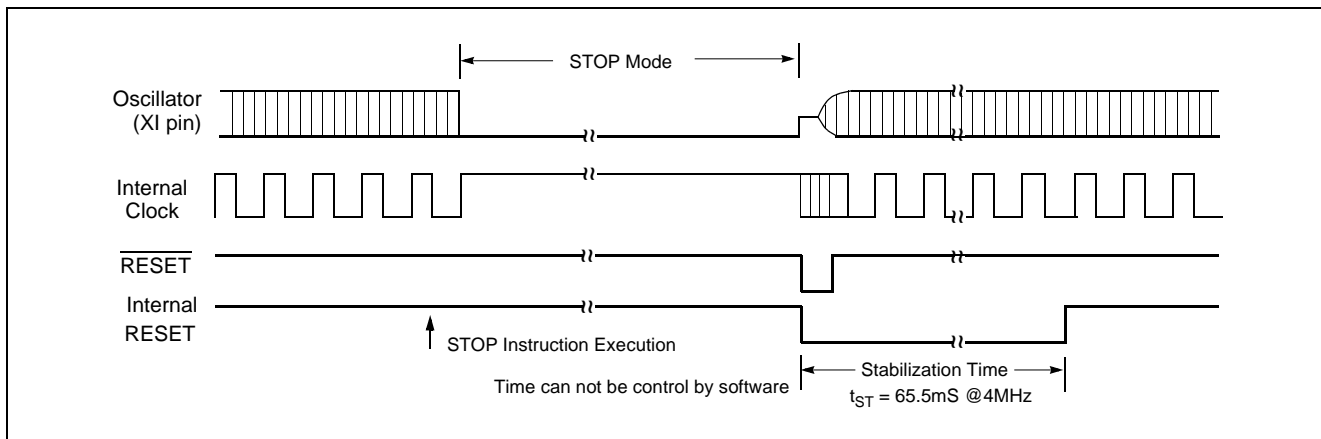 STOP Mode
Oscillator
(XI pin)
Internal
Clock
RESET
Internal
RESET
STOP Instruction Execution
Time can not be control by software
Stabilization Time
tST = 65.5mS @4MHz